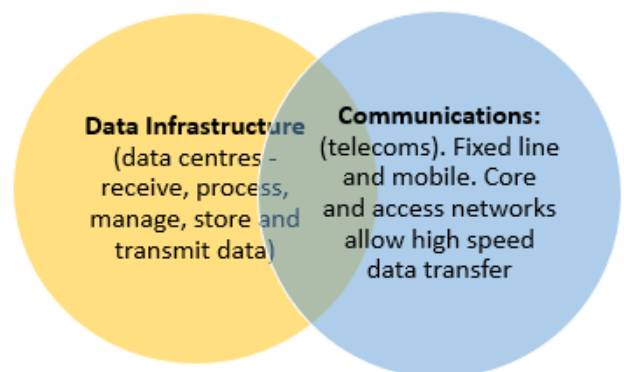 Data Infrastructure
(data centres -
receive, process,
manage, store and
transmit data)
Communications:
(telecoms). Fixed line
and mobile. Core
and access networks
allow high speed
data transfer